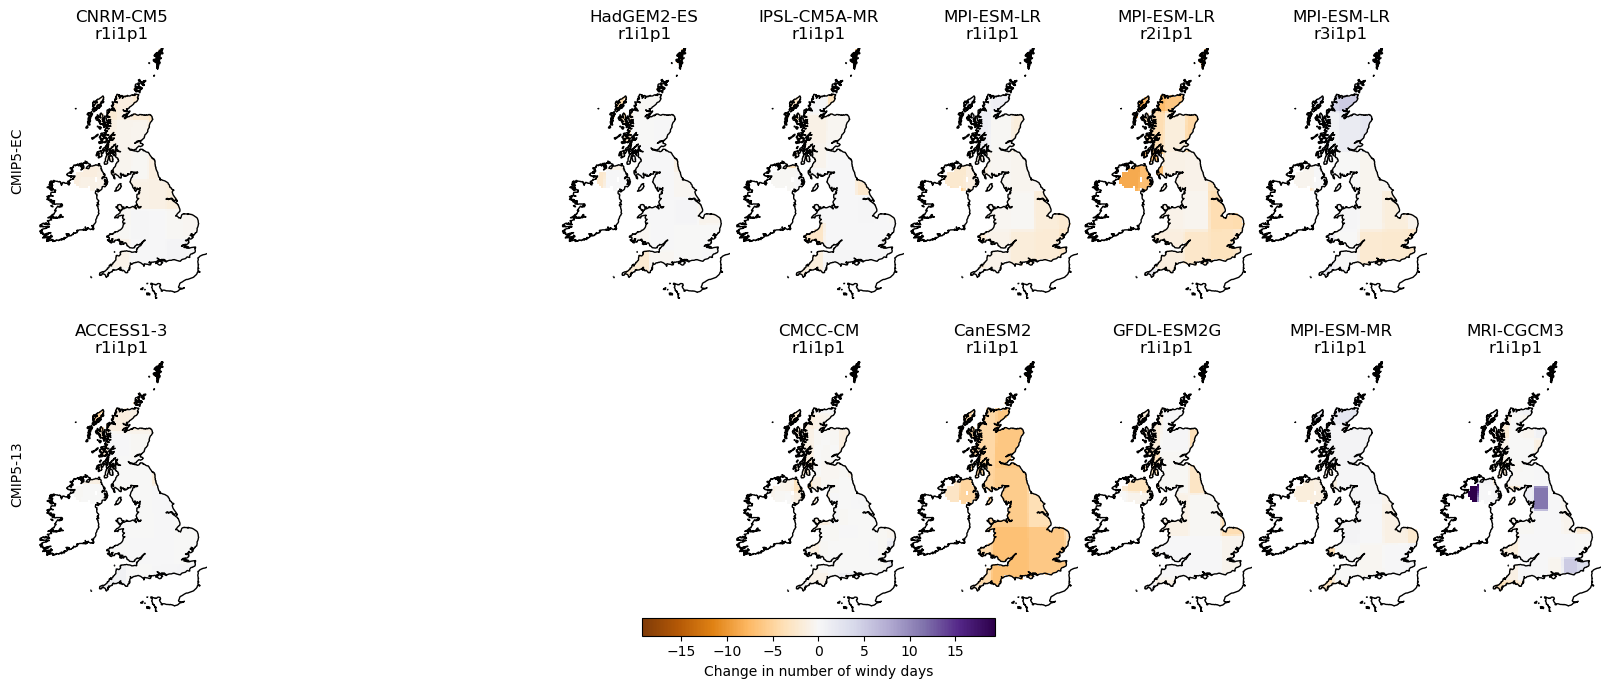 CNRM-CM5
r1i1p1
HadGEM2-ES
r1i1p1
IPSL-CM5A-MR
r1i1p1
MPI-ESM-LR
r1i1p1
MPI-ESM-LR
r2i1p1
MPI-ESM-LR
r3i1p1
CMIP5-EC
ACCESS1-3
r1i1p1
CMCC-CM
r1i1p1
CanESM2
r1i1p1
GFDL-ESM2G
r1i1p1
MPI-ESM-MR
r1i1p1
MRI-CGCM3
r1i1p1
CMIP5-13
−15 −10 −5 0 5 10 15
Change in number of windy days